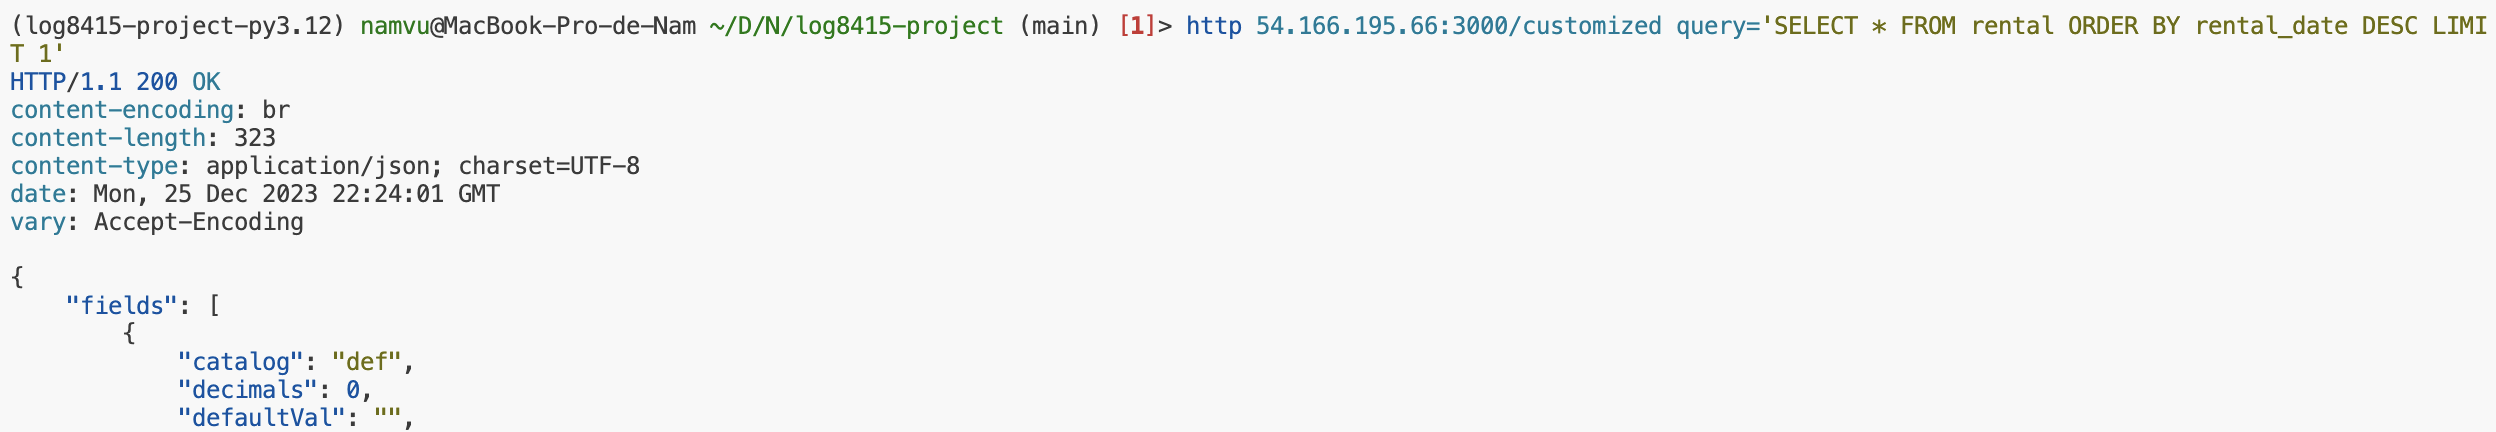 (log8415-project-py3.12) namvu@MacBook-Pro-de-Nam ~/D/N/log8415-project (main) [1]> http 54.166.195.66:3000/customized query='SELECT * FROM rental ORDER BY rental_date DESC LIMI
T 1'
HTTP/1.1 200 OK
content-encoding: br
content-length: 323
content-type: application/json; charset=UTF-8
date: Mon, 25 Dec 2023 22:24:01 GMT
vary: Accept-Encoding
{
"fields": [
{
"catalog": "def",
"decimals": 0,
"defaultVal": "",